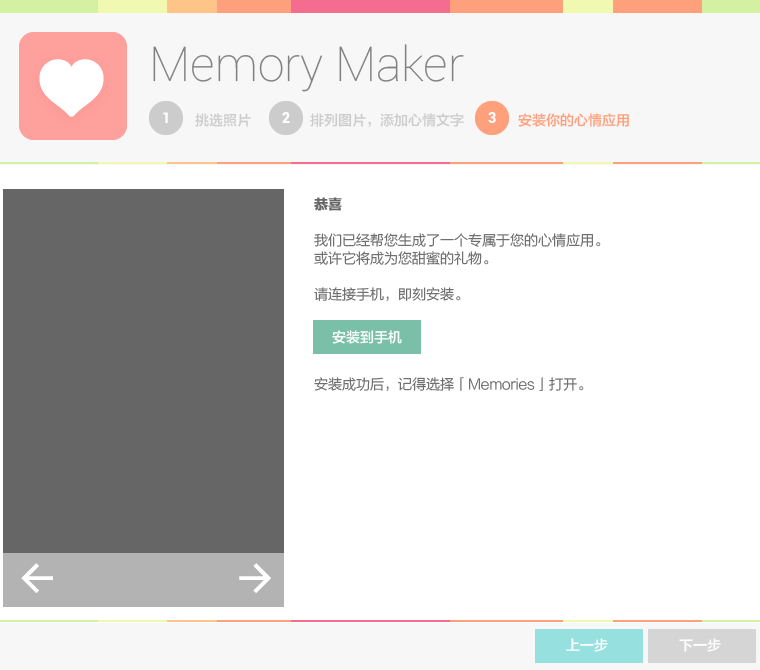 Memory Maker
1 挑选照片 2 排列图片，添加心情文字 3 安装你的心情应用
恭喜
我们已经帮您生成了一个专属于您的心情应用。
或许它将成为您甜蜜的礼物。
请连接手机，即刻安装。
安装到手机
安装成功后，记得选择「Memories」打开。
上一步 下一步